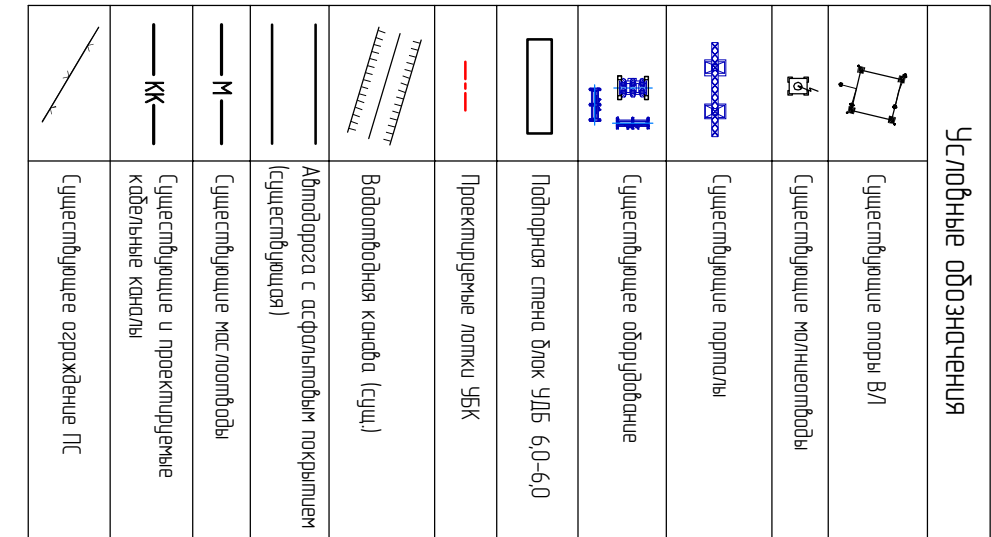 Условные обозначения
Существующие опоры ВЛ
Существующие молниеотводы
Существующие порталы
Существующее оборудование
Подпорная стена блок УДБ 6,0-6,0
Проектируемые лотки УБК
Водоотводная канава (сущ.)
Автодорога с асфальтовым покрытием
(существующая)
М
Существующие маслоотводы
КК
Существующие и проектируемые
кабельные каналы
Существующее ограждение ПС